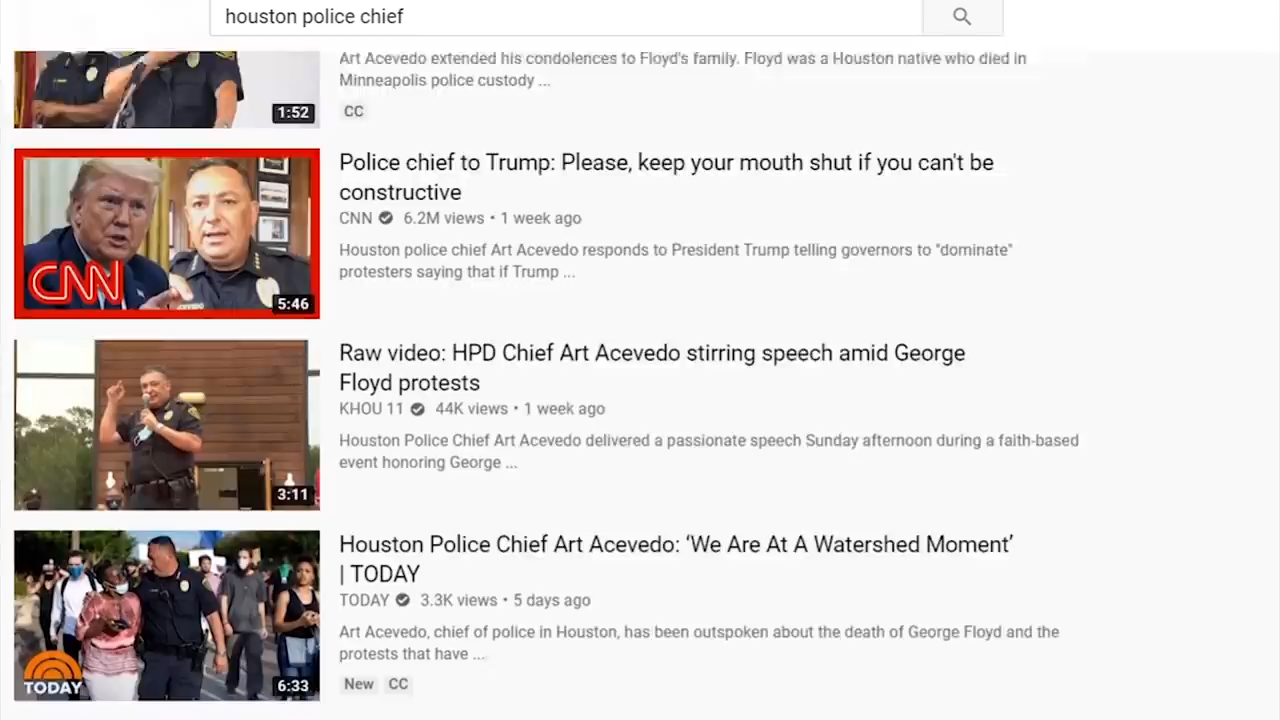 houston police chief
Art Acevedo extended his condolences to Floyd's family. Floyd was a Houston native who died in
Minneapolis police custody ...
1:52
CC
Police chief to Trump: Please, keep your mouth shut if you can't be
constructive
CNN 6.2M views • 1 week ago
Houston police chief Art Acevedo responds to President Trump telling governors to "dominate"
protesters saying that if Trump ...
CNN
5:46
Raw video: HPD Chief Art Acevedo stirring speech amid George
Floyd protests
KHOU 11 44K views • 1 week ago
Houston Police Chief Art Acevedo delivered a passionate speech Sunday afternoon during a faith-based
event honoring George ...
3:11
Houston Police Chief Art Acevedo: ‘We Are At A Watershed Moment’
| TODAY
TODAY 3.3K views • 5 days ago
Art Acevedo, chief of police in Houston, has been outspoken about the death of George Floyd and the
protests that have ...
TODAY
6:33
New CC